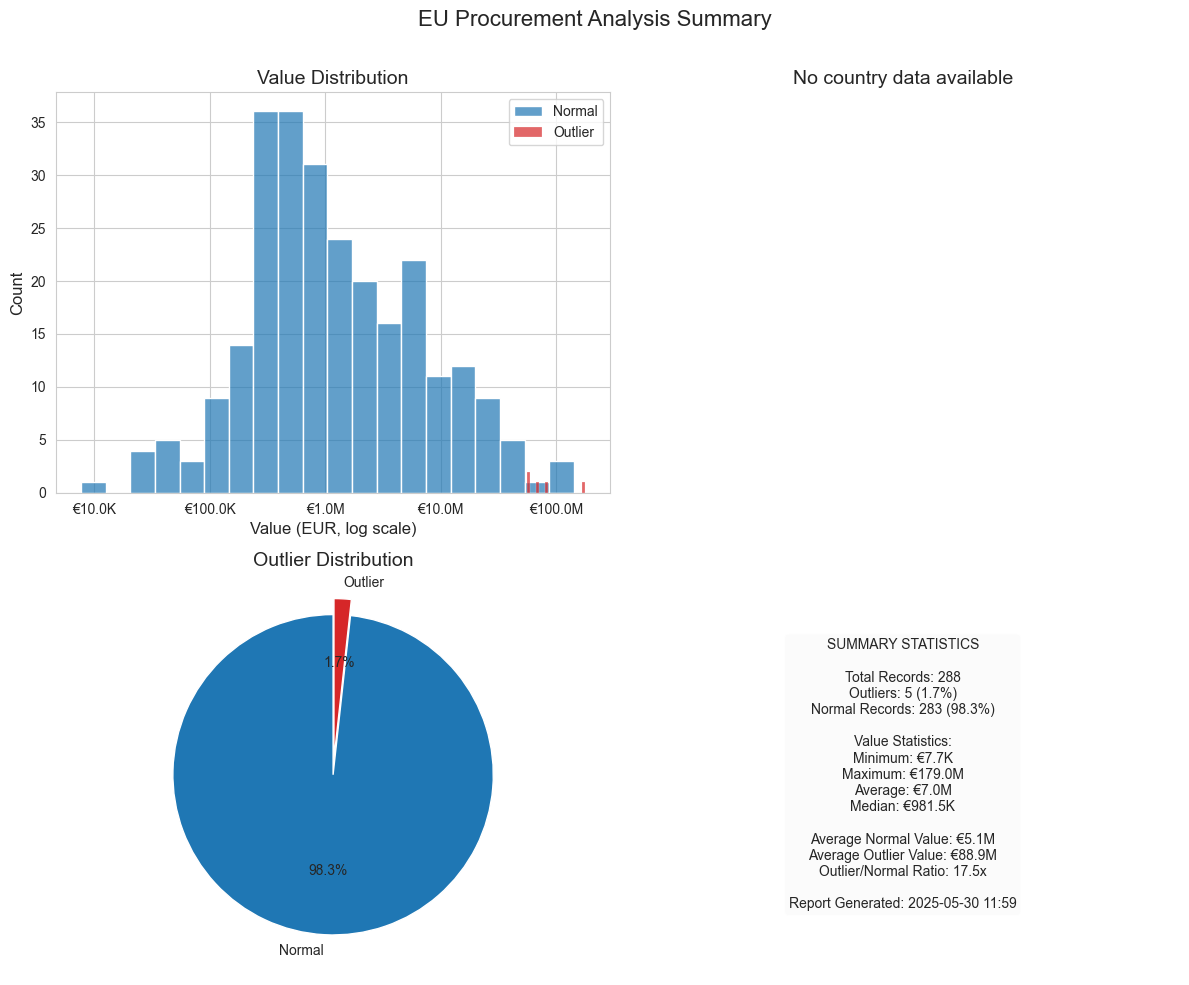 EU Procurement Analysis Summary
Value Distribution
Normal
Outlier
35
30
25
20
15
10
5
0
Count
€10.0K
€100.0K
€1.0M
€10.0M
€100.0M
Value (EUR, log scale)
No country data available
Outlier Distribution
Outlier
1.7%
98.3%
Normal
SUMMARY STATISTICS
Total Records: 288
Outliers: 5 (1.7%)
Normal Records: 283 (98.3%)
Value Statistics:
Minimum: €7.7K
Maximum: €179.0M
Average: €7.0M
Median: €981.5K
Average Normal Value: €5.1M
Average Outlier Value: €88.9M
Outlier/Normal Ratio: 17.5x
Report Generated: 2025-05-30 11:59